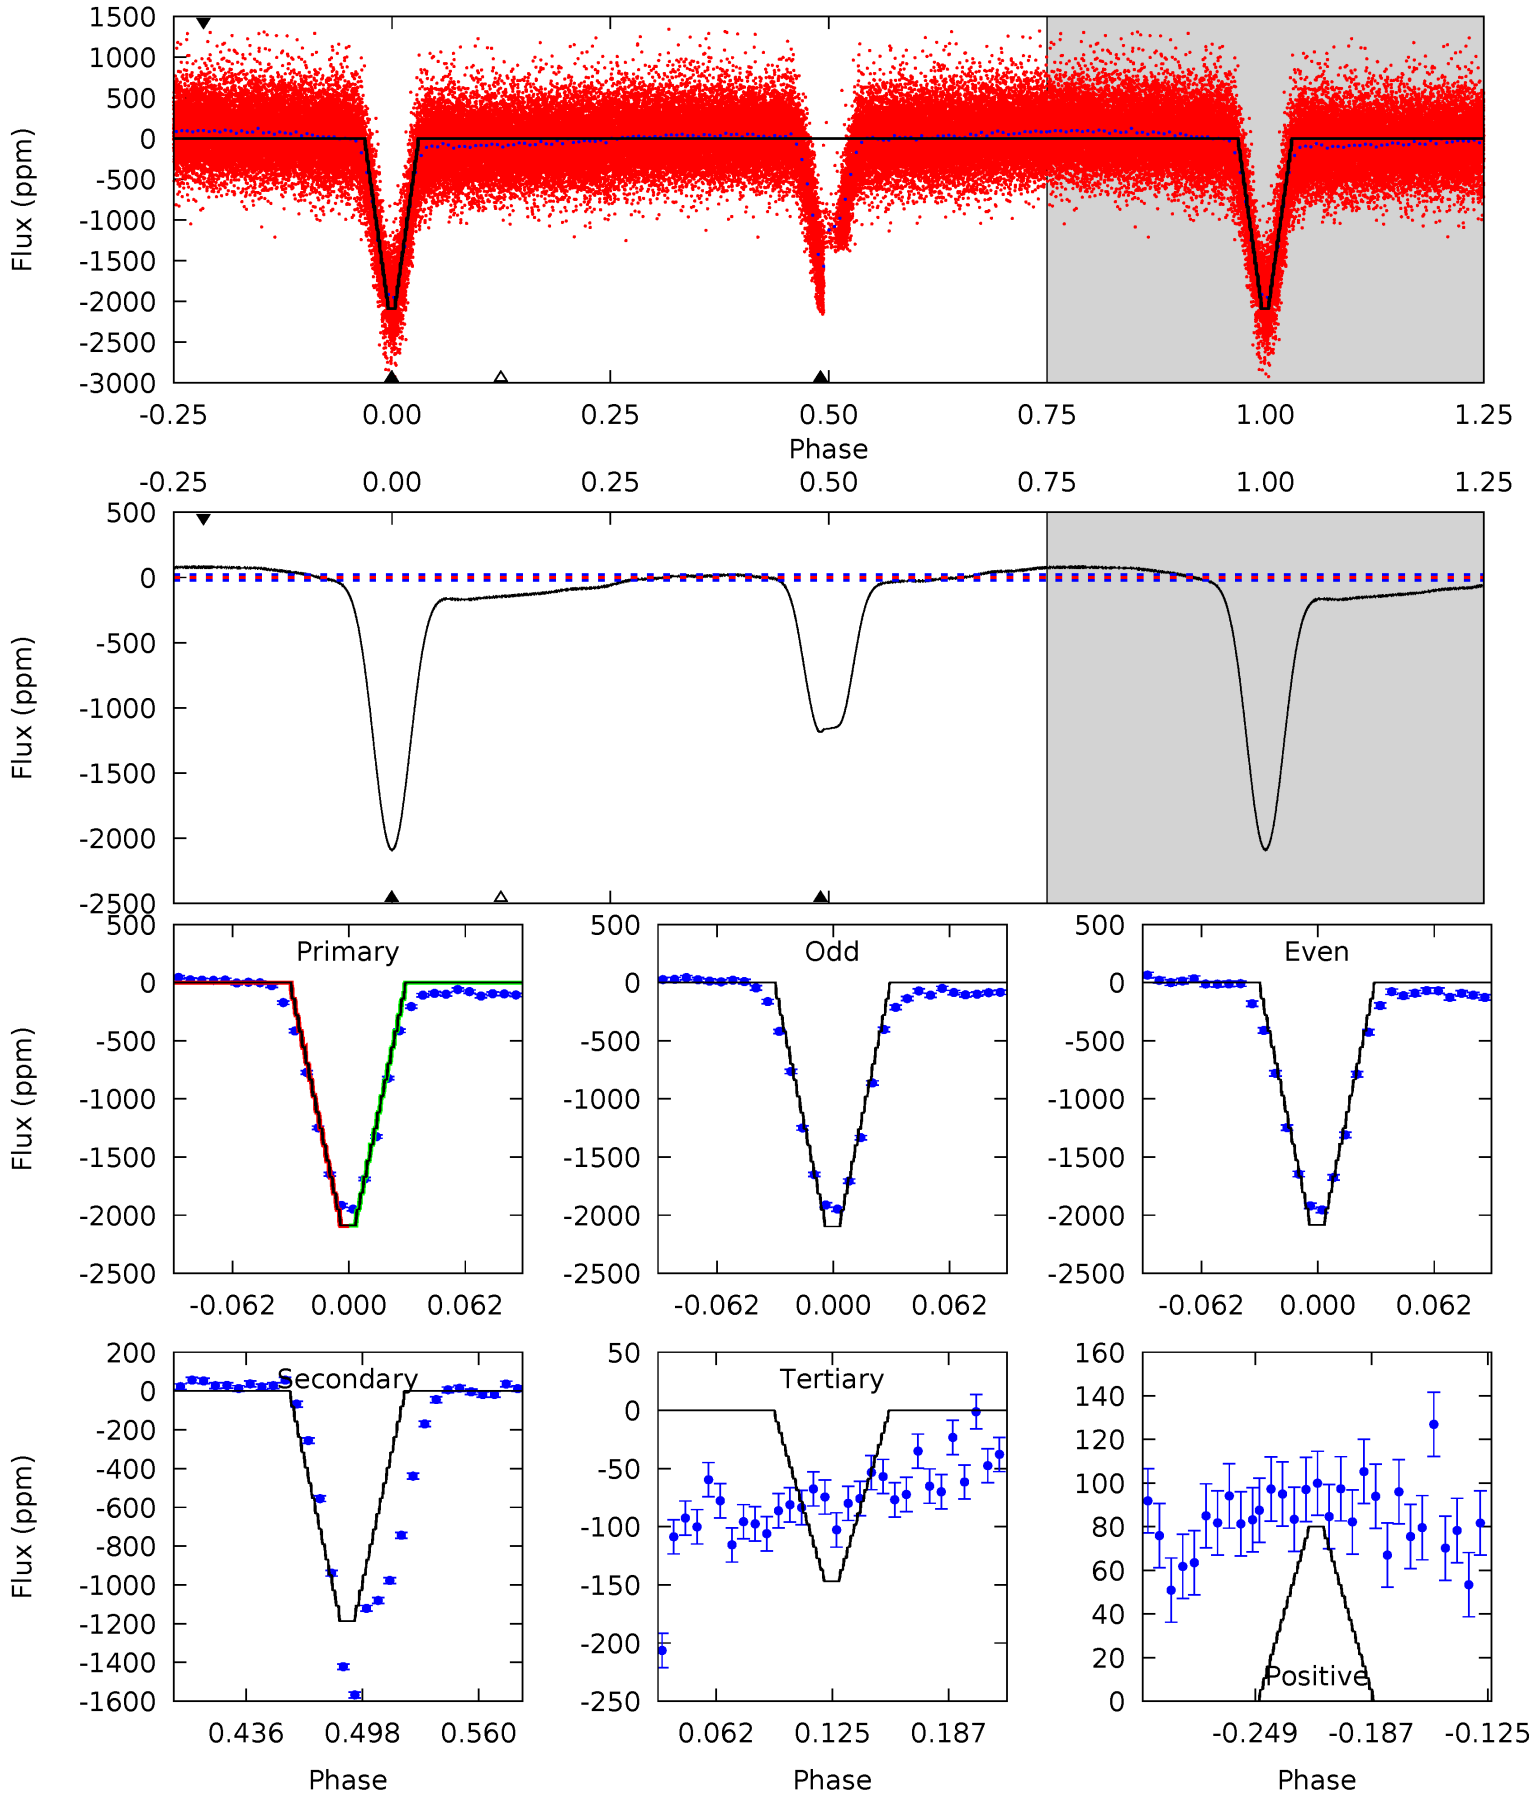 1500
1000
500
0
-500
-1000
-1500
-2000
-2500
-3000
Flux (ppm)
-0.25 0.00 0.25 0.50 0.75 1.00 1.25
Phase
-0.25 0.00 0.25 0.50 0.75 1.00 1.25
500
0
-500
-1000
-1500
-2000
-2500
Flux (ppm)
Primary
500
0
-500
-1000
-1500
-2000
-2500
Flux (ppm)
-0.062 0.000 0.062
Odd
500
0
-500
-1000
-1500
-2000
-2500
-0.062 0.000 0.062
Even
500
0
-500
-1000
-1500
-2000
-2500
-0.062 0.000 0.062
Secondary
200
0
-200
-400
-600
-800
-1000
-1200
-1400
-1600
Flux (ppm)
0.436 0.498 0.560
Phase
Tertiary
50
0
-50
-100
-150
-200
-250
0.062 0.125 0.187
Phase
160
140
120
100
80
60
40
20
0
Positive
-0.249 -0.187 -0.125
Phase